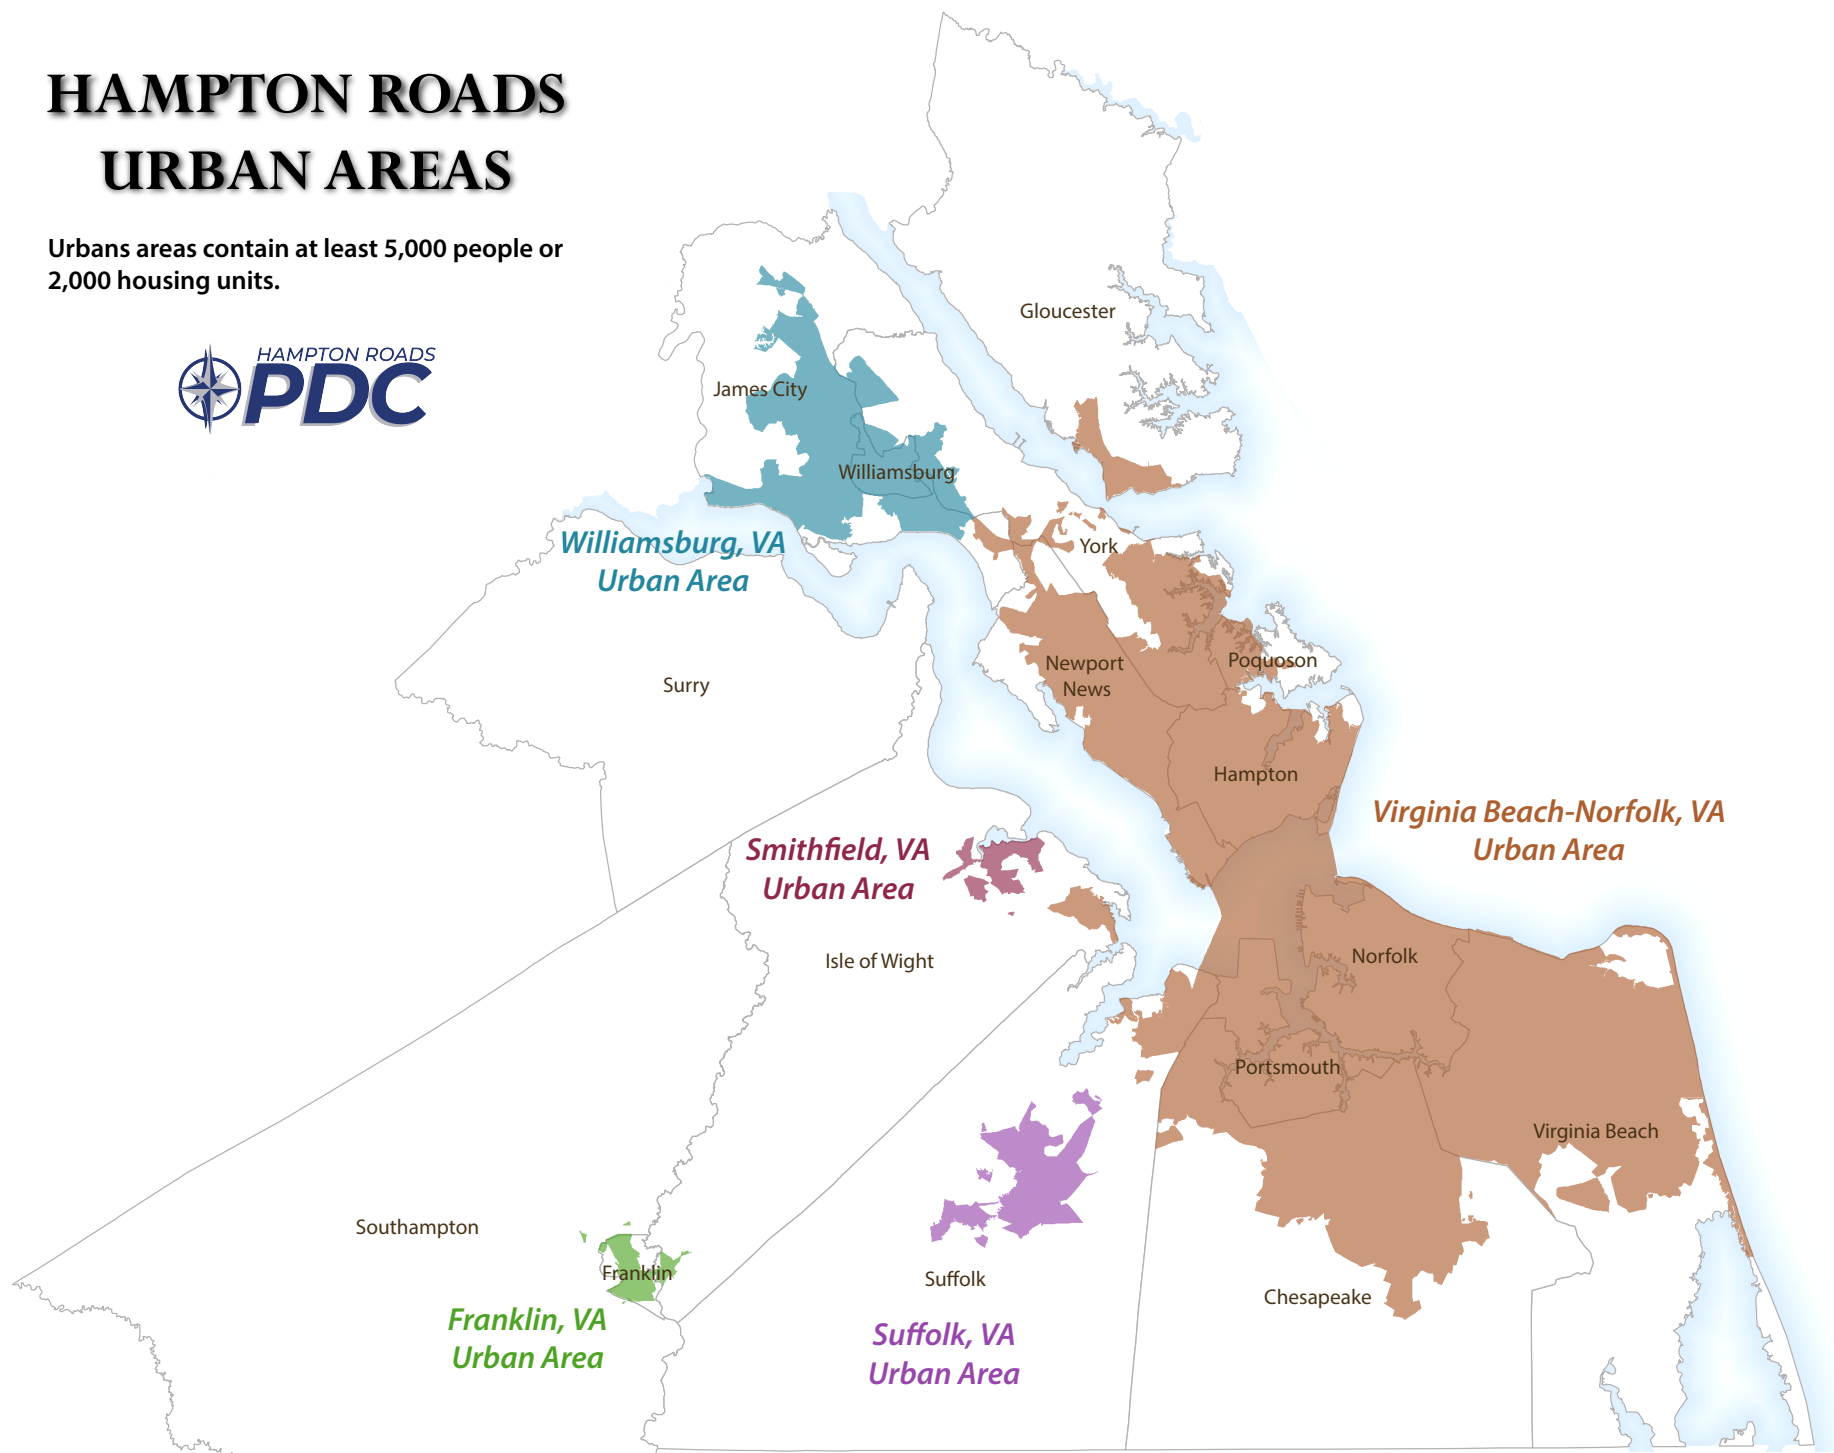 HAMPTON ROADS
URBAN AREAS
Urbans areas contain at least 5,000 people or
2,000 housing units.
HAMPTON ROADS
PDC
Gloucester
James City
Williamsburg
Williamsburg, VA
Urban Area
York
Surry
Newport
News
Poquoson
Hampton
Virginia Beach-Norfolk, VA
Urban Area
Smithfield, VA
Urban Area
Isle of Wight
Norfolk
Portsmouth
Virginia Beach
Southampton
Franklin
Franklin, VA
Urban Area
Suffolk
Suffolk, VA
Urban Area
Chesapeake